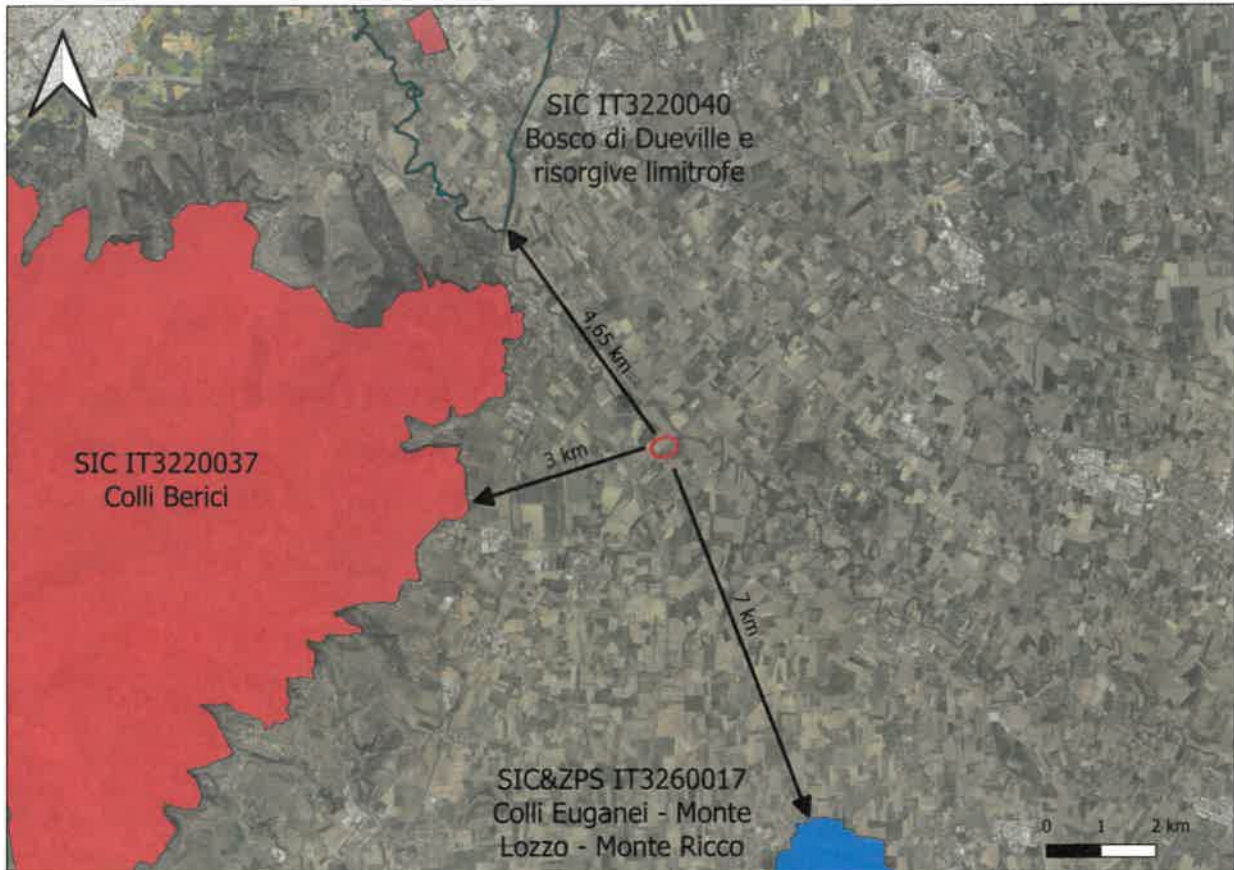 SIC IT3220040
Bosco di Dueville e
risorgive limitrofe
4,65 km
3 km
SIC IT3220037
Colli Berici
7 km
SIC&ZPS IT3260017
Colli Euganei - Monte
Lozzo - Monte Ricco
0 1 2 km